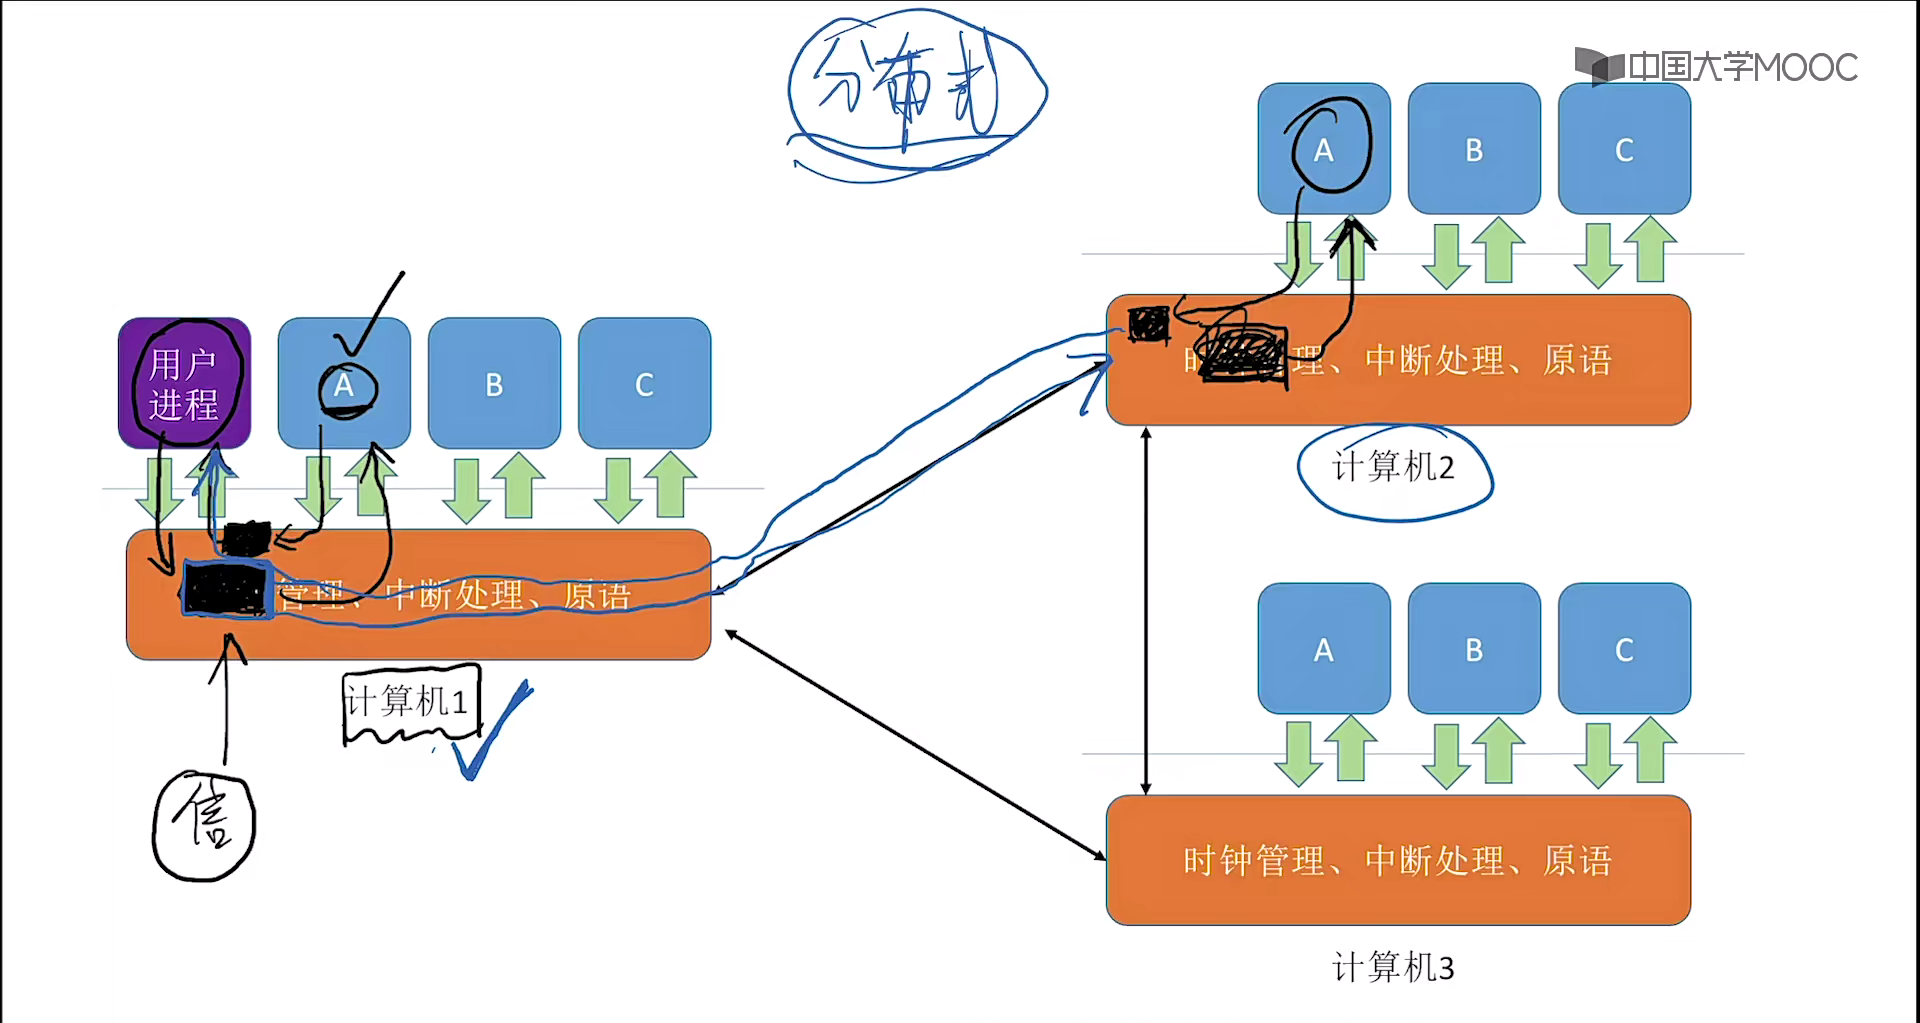 分布式
中国大学MOOC
A
B
C
时
理、中断处理、原语
计算机2
用户
进程
A
B
C
管理、中断处理、原语
计算机1
信
A
B
C
时钟管理、中断处理、原语
计算机3